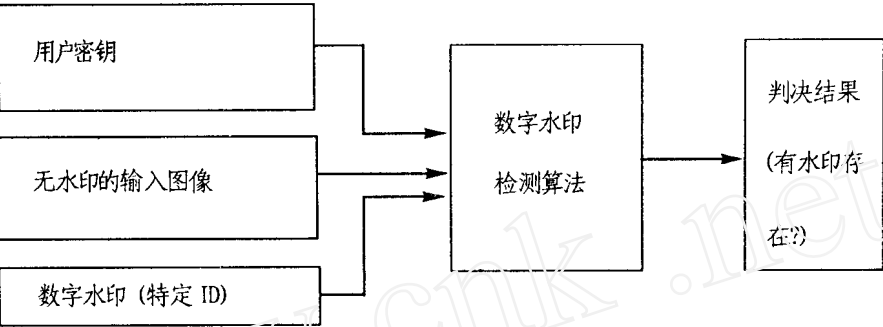 用户密钥
无水印的输入图像
数字水印 (特定 ID)
数字水印
检测算法
判决结果
(有水印存
在?)